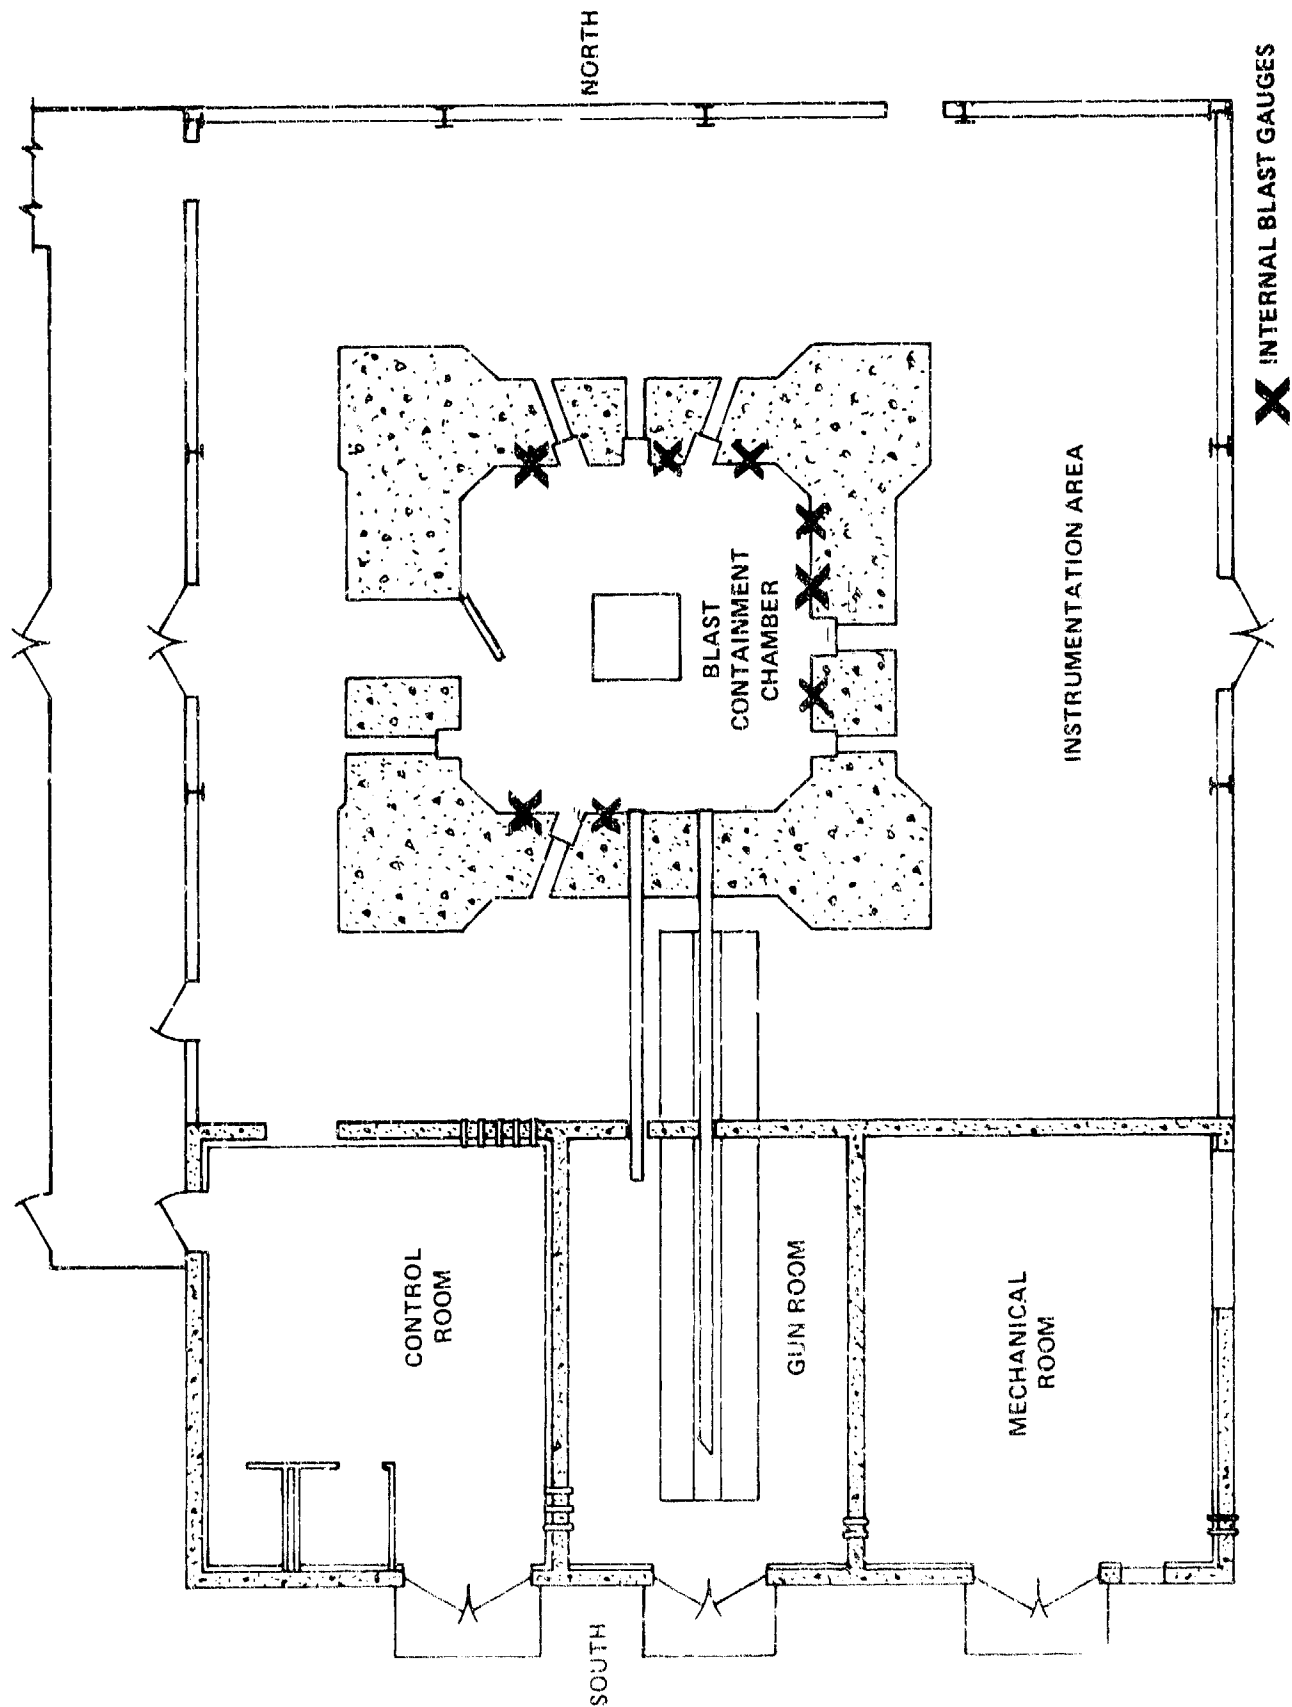 NORTH
SOUTH
CONTROL
ROOM
GUN ROOM
MECHANICAL
ROOM
BLAST
CONTAINMENT
CHAMBER
INSTRUMENTATION AREA
X INTERNAL BLAST GAUGES